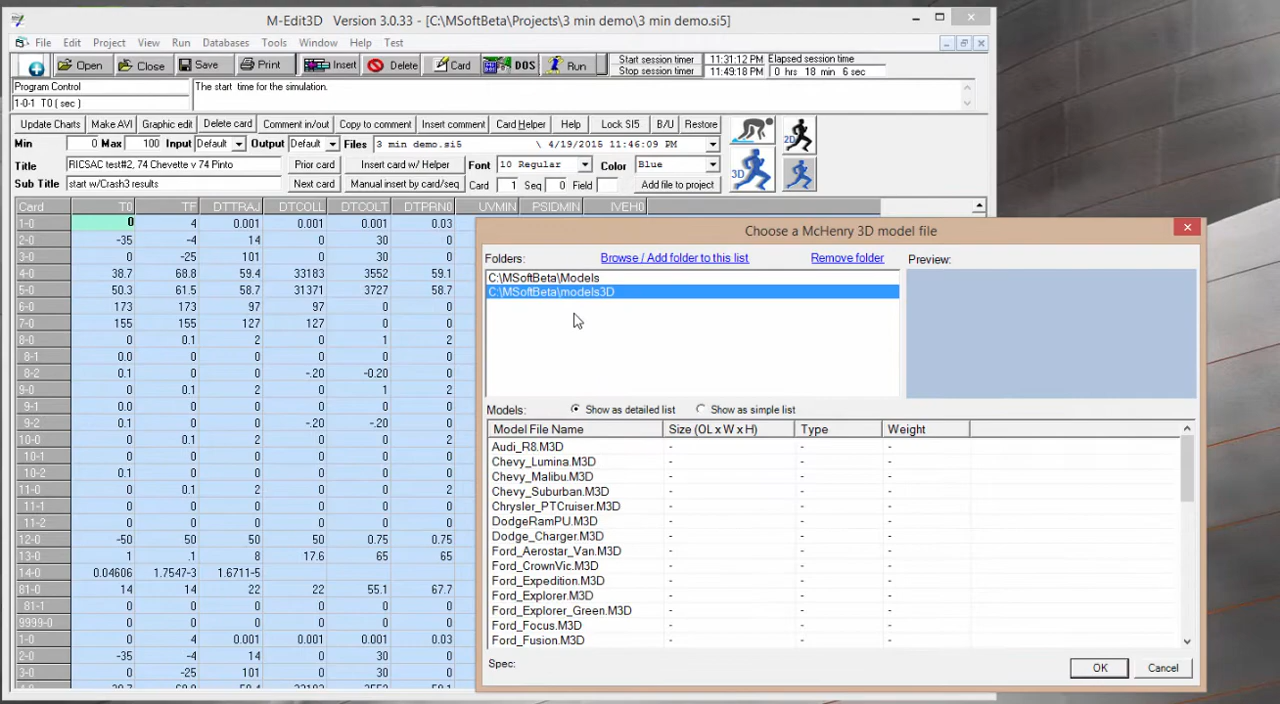 M-Edit3D Version 3.0.33 - [C:\MSoftBeta\Projects\3 min demo\3 min demo.si5]
File Edit Project View Run Databases Tools Window Help Test
Open Close Save Print Insert Delete Card DOS Run Start session timer 11:31:12 PM Elapsed session time
Stop session timer 11:49:18 PM 0 hrs 18 min 6 sec
Program Control The start time for the simulation.
1-0-1 T0 ( sec )
Update Charts Make AVI Graphic edit Delete card Comment in/out Copy to comment Insert comment Card Helper Help Lock SI5 B/U Restore
Min 0 Max 100 Input Default Output Default Files 3 min demo.si5 \ 4/19/2015 11:46:09 PM 2D
Title RICSAC test#2, 74 Chevette v 74 Pinto Prior card Insert card w/ Helper Font 10 Regular Color Blue 3D
Sub Title start w/Crash3 results Next card Manual insert by card/seq Card 1 Seq 0 Field Add file to project
Card T0 TF DTTRAJ DTCOLL DTCOLT DTPRN0 UVMIN PSIDMIN IVEH0
1-0 0 4 0.001 0.001 0.001 0.03
2-0 -35 -4 14 0 30 0
3-0 0 -25 101 0 0 0
4-0 38.7 68.8 59.4 33183 3552 59.1
5-0 50.3 61.5 58.7 31371 3727 58.7
6-0 173 173 97 97 0 0
7-0 155 155 127 127 0 0
8-0 0 0.1 2 0 1 2
8-1 0.0 0 0 0 0 0
8-2 0.1 0 0 -.20 -0.20 0
9-0 0 0.1 2 0 1 2
9-1 0.0 0 0 0 0 0
9-2 0.1 0 0 -.20 -.20 0
10-0 0 0.1 2 0 0 2
10-1 0 0 0 0 0 0
10-2 0.1 0 0 0 0 0
11-0 0 0.1 2 0 0 2
11-1 0 0 0 0 0 0
11-2 0 0 0 0 0 0
12-0 -50 50 50 50 0.75 0.75
13-0 1 .1 8 17.6 65 65
14-0 0.04606 1.7547-3 1.6711-5
81-0 14 14 22 22 55.1 67.7
81-1 0 0 0 0 0 0
9999-0 0 0 0 0 0 0
1-0 0 4 0.001 0.001 0.001 0.03
2-0 -35 -4 14 0 30 0
3-0 0 -25 101 0 0 0
Choose a McHenry 3D model file
Folders: Browse / Add folder to this list Remove folder Preview:
C:\MSoftBeta\Models
C:\MSoftBeta\models3D
Models: Show as detailed list Show as simple list
Model File Name Size (OL x W x H) Type Weight
Audi_R8.M3D - - -
Chevy_Lumina.M3D - - -
Chevy_Malibu.M3D - - -
Chevy_Suburban.M3D - - -
Chrysler_PTCruiser.M3D - - -
DodgeRamPU.M3D - - -
Dodge_Charger.M3D - - -
Ford_Aerostar_Van.M3D - - -
Ford_CrownVic.M3D - - -
Ford_Expedition.M3D - - -
Ford_Explorer.M3D - - -
Ford_Explorer_Green.M3D - - -
Ford_Focus.M3D - - -
Ford_Fusion.M3D - - -
Spec:
OK Cancel